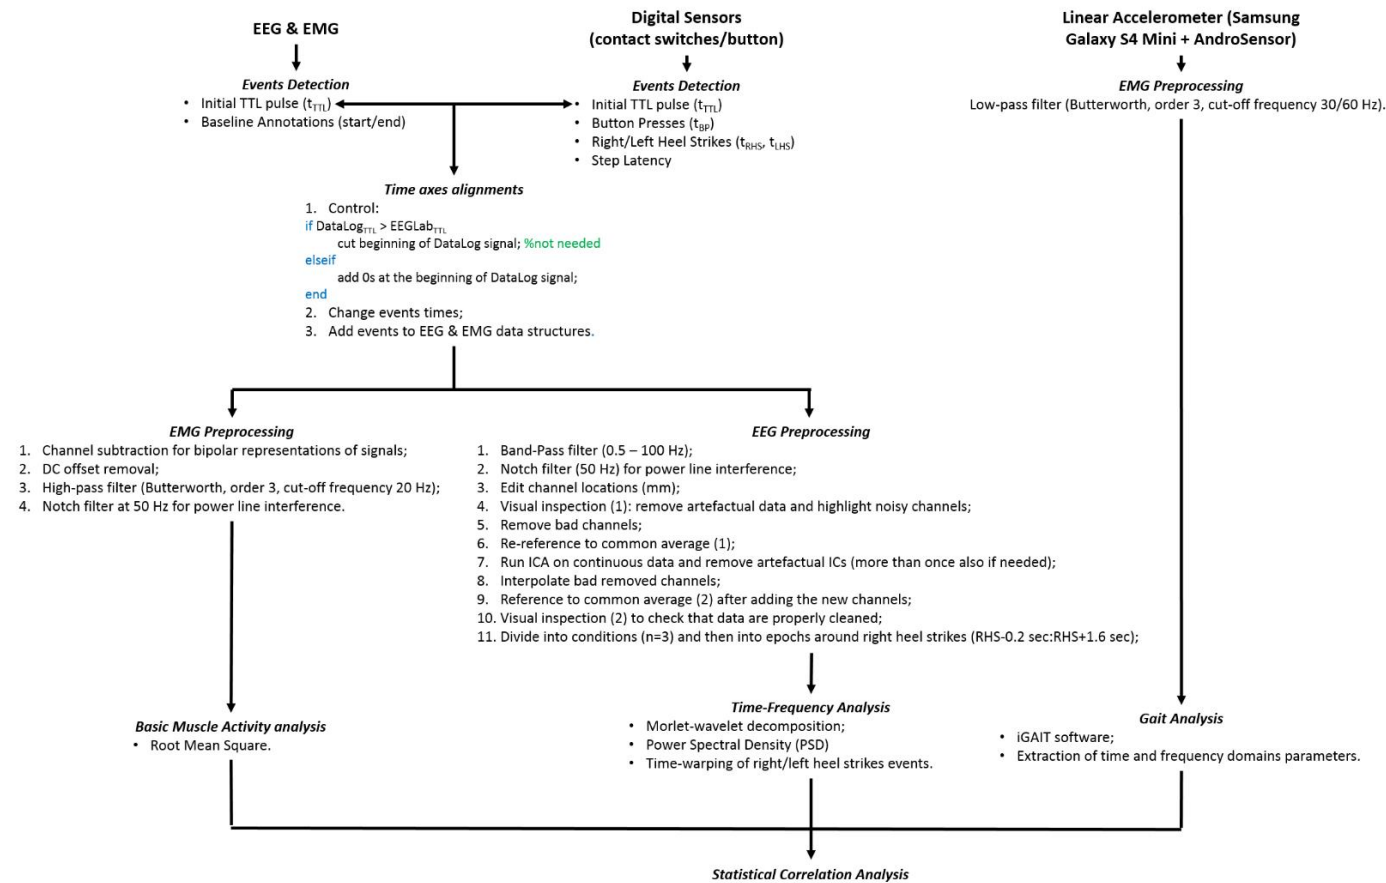 EEG & EMG
Events Detection
• Initial TTL pulse (tTTL)
• Baseline Annotations (start/end)
Digital Sensors
(contact switches/button)
Events Detection
• Initial TTL pulse (tTTL)
• Button Presses (tBP)
• Right/Left Heel Strikes (tRHS, tLHS)
• Step Latency
Linear Accelerometer (Samsung
Galaxy S4 Mini + AndroSensor)
EMG Preprocessing
Low-pass filter (Butterworth, order 3, cut-off frequency 30/60 Hz).
Time axes alignments
1. Control:
if DataLogTTL > EEGLabTTL
cut beginning of DataLog signal; %not needed
elseif
add 0s at the beginning of DataLog signal;
end
2. Change events times;
3. Add events to EEG & EMG data structures.
EMG Preprocessing
1. Channel subtraction for bipolar representations of signals;
2. DC offset removal;
3. High-pass filter (Butterworth, order 3, cut-off frequency 20 Hz);
4. Notch filter at 50 Hz for power line interference.
EEG Preprocessing
1. Band-Pass filter (0.5 – 100 Hz);
2. Notch filter (50 Hz) for power line interference;
3. Edit channel locations (mm);
4. Visual inspection (1): remove artefactual data and highlight noisy channels;
5. Remove bad channels;
6. Re-reference to common average (1);
7. Run ICA on continuous data and remove artefactual ICs (more than once also if needed);
8. Interpolate bad removed channels;
9. Reference to common average (2) after adding the new channels;
10. Visual inspection (2) to check that data are properly cleaned;
11. Divide into conditions (n=3) and then into epochs around right heel strikes (RHS-0.2 sec:RHS+1.6 sec);
Basic Muscle Activity analysis
• Root Mean Square.
Time-Frequency Analysis
• Morlet-wavelet decomposition;
• Power Spectral Density (PSD)
• Time-warping of right/left heel strikes events.
Gait Analysis
• iGAIT software;
• Extraction of time and frequency domains parameters.
Statistical Correlation Analysis